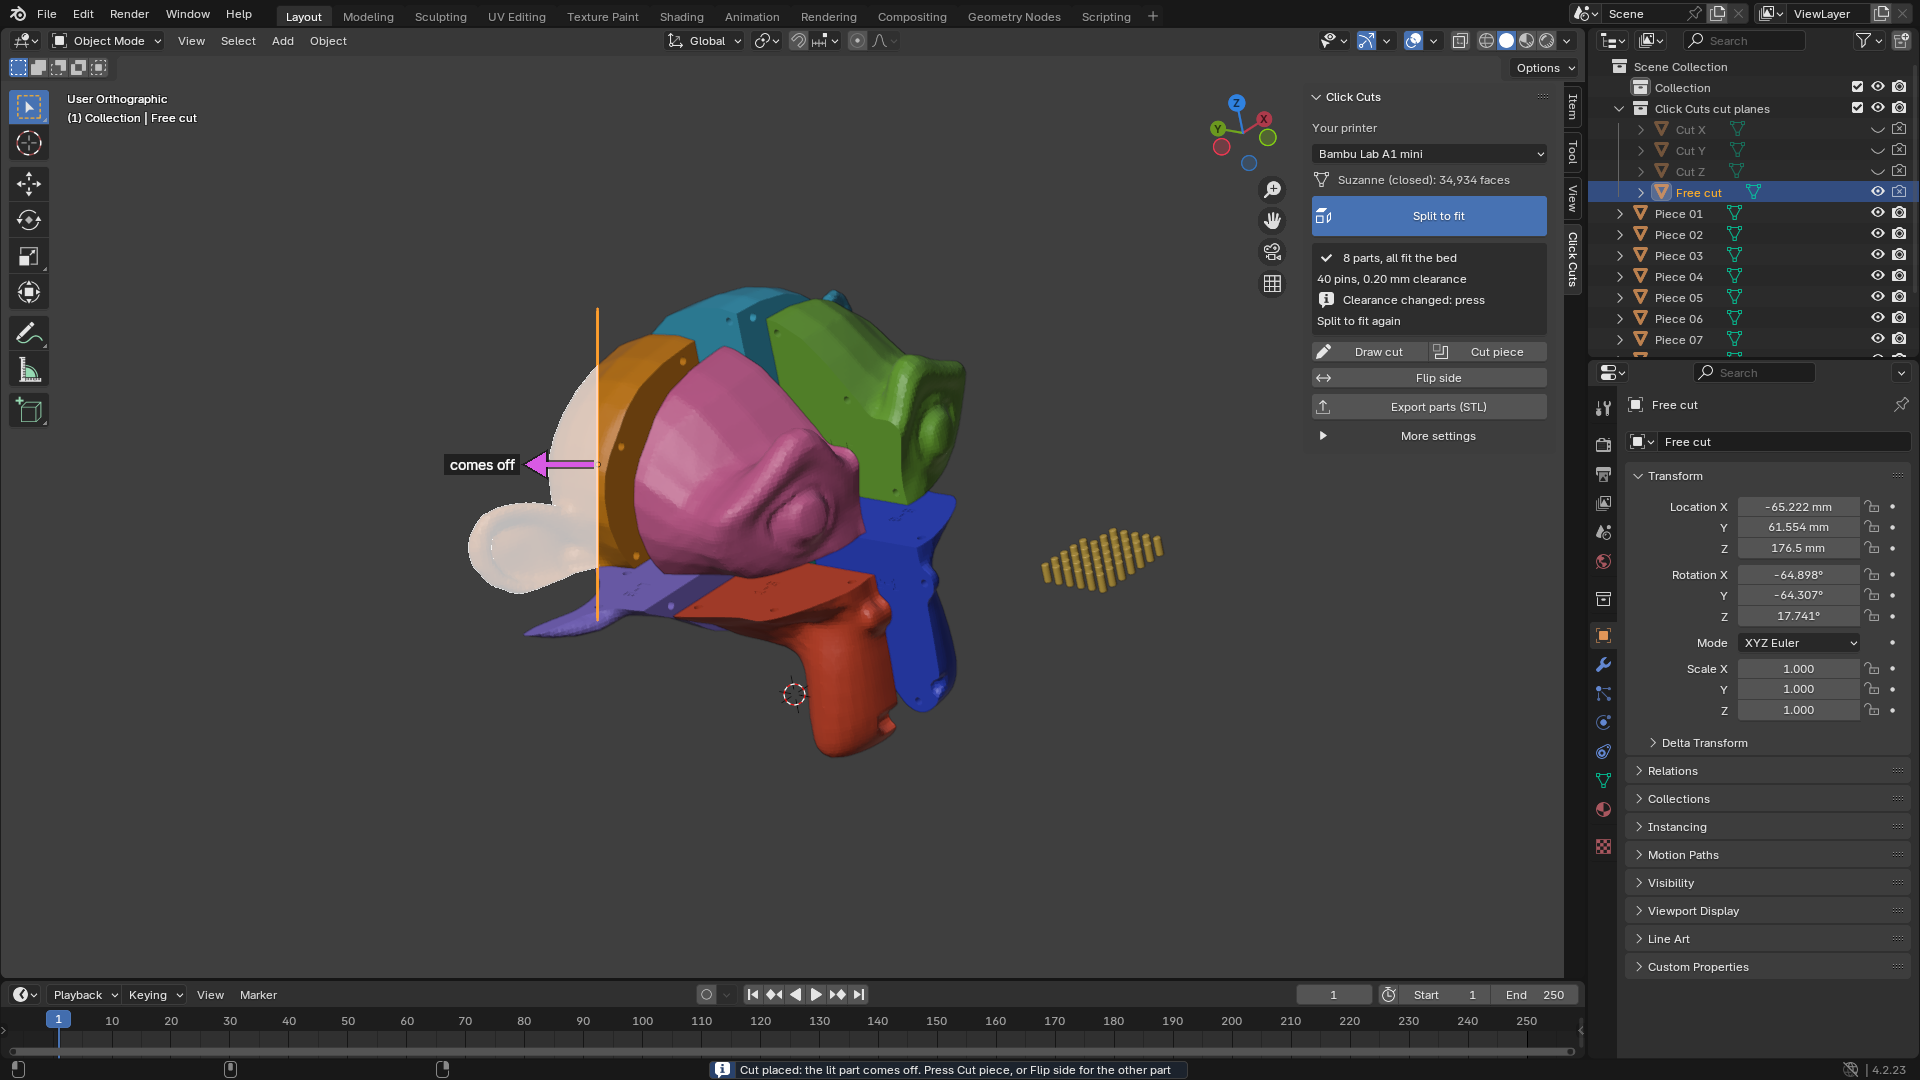 File Edit Render Window Help Layout Modeling Sculpting UV Editing Texture Paint Shading Animation Rendering Compositing Geometry Nodes Scripting Scene ViewLayer
Object Mode View Select Add Object Global Search
Options
User Orthographic
(1) Collection | Free cut
Z
Y
X
Click Cuts
Your printer
Bambu Lab A1 mini
Suzanne (closed): 34,934 faces
Split to fit
8 parts, all fit the bed
40 pins, 0.20 mm clearance
Clearance changed: press
Split to fit again
Draw cut Cut piece
Flip side
Export parts (STL)
More settings
Item
Tool
View
Click Cuts
comes off
Scene Collection
Collection
Click Cuts cut planes
Cut X
Cut Y
Cut Z
Free cut
Piece 01
Piece 02
Piece 03
Piece 04
Piece 05
Piece 06
Piece 07
Search
Free cut
Free cut
Transform
Location X -65.222 mm
Y 61.554 mm
Z 176.5 mm
Rotation X -64.898°
Y -64.307°
Z 17.741°
Mode XYZ Euler
Scale X 1.000
Y 1.000
Z 1.000
Delta Transform
Relations
Collections
Instancing
Motion Paths
Visibility
Viewport Display
Line Art
Custom Properties
Playback Keying View Marker 1 Start 1 End 250
1 10 20 30 40 50 60 70 80 90 100 110 120 130 140 150 160 170 180 190 200 210 220 230 240 250
Cut placed: the lit part comes off. Press Cut piece, or Flip side for the other part
4.2.23